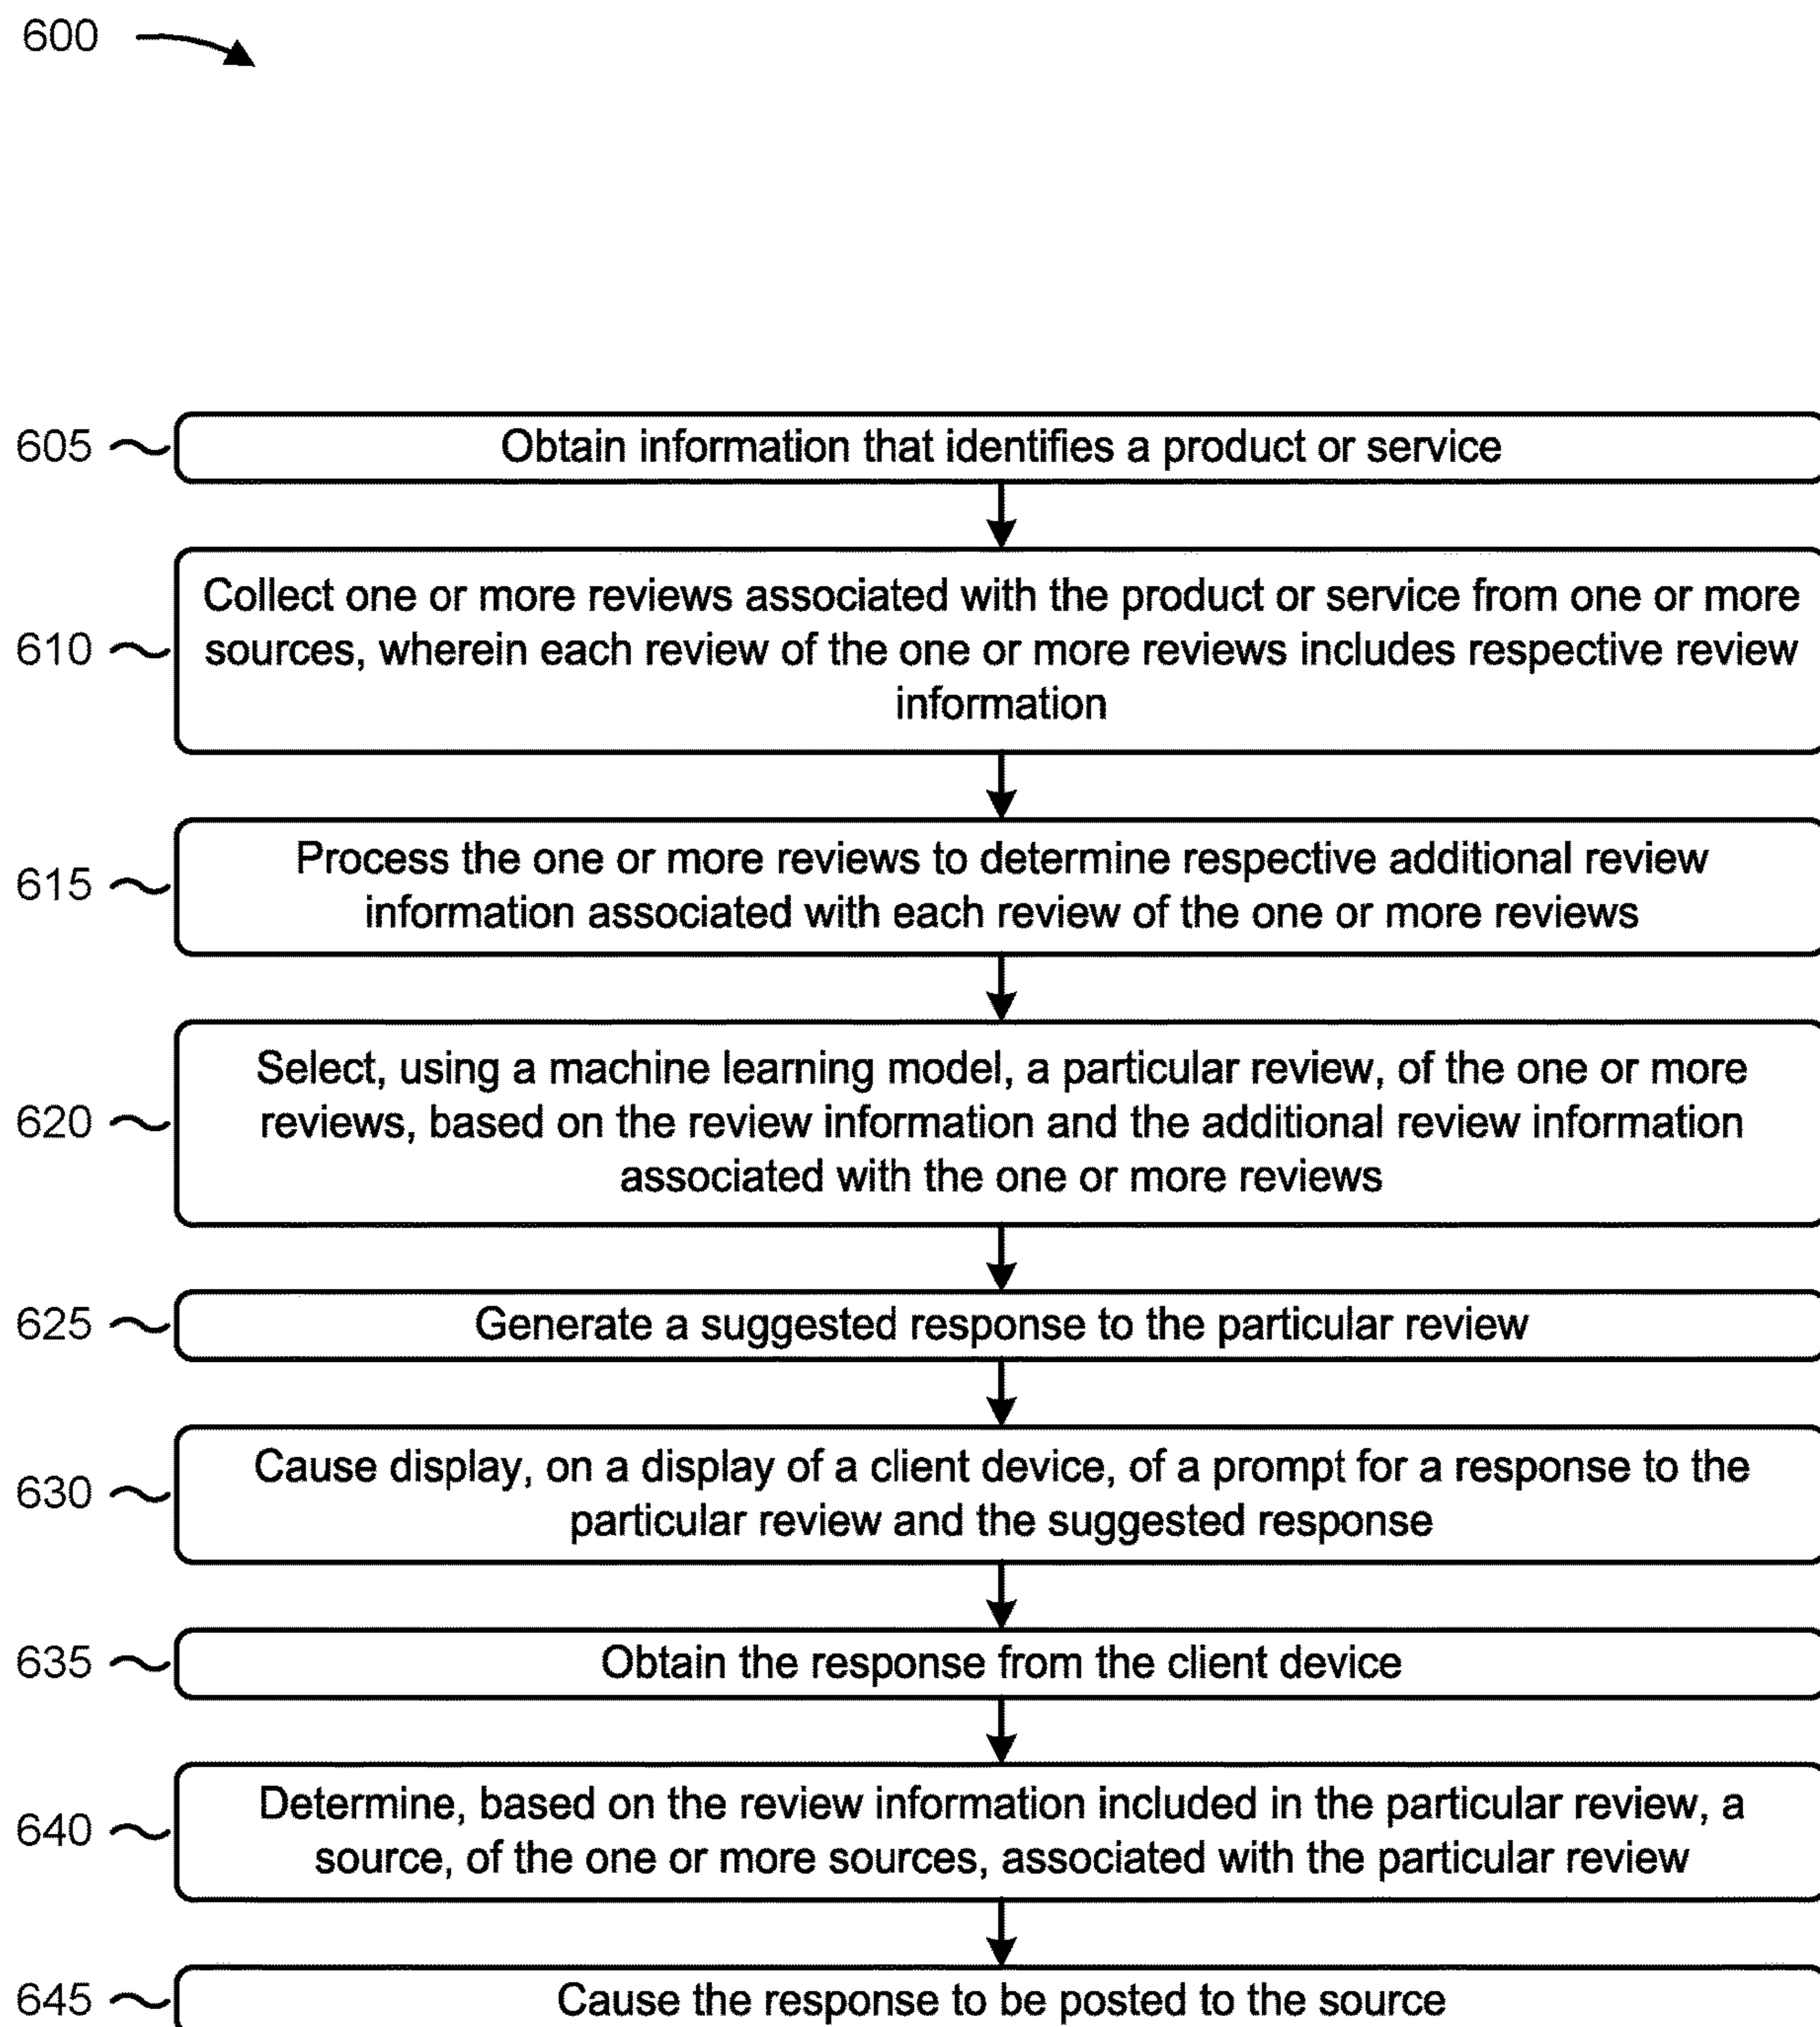 600
605 Obtain information that identifies a product or service
Collect one or more reviews associated with the product or service from one or more
610 sources, wherein each review of the one or more reviews includes respective review
information
Process the one or more reviews to determine respective additional review
615
information associated with each review of the one or more reviews
Select, using a machine learning model, a particular review, of the one or more
620 reviews, based on the review information and the additional review information
associated with the one or more reviews
625 Generate a suggested response to the particular review
Cause display, on a display of a client device, of a prompt for a response to the
630
particular review and the suggested response
635 Obtain the response from the client device
Determine, based on the review information included in the particular review, a
640
source, of the one or more sources, associated with the particular review
645 Cause the response to be posted to the source